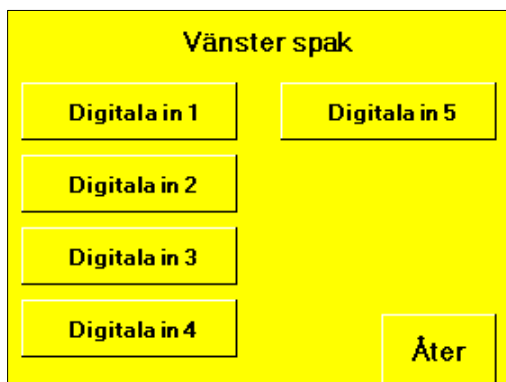 Vänster spak
Digitala in 1
Digitala in 5
Digitala in 2
Digitala in 3
Digitala in 4
Åter